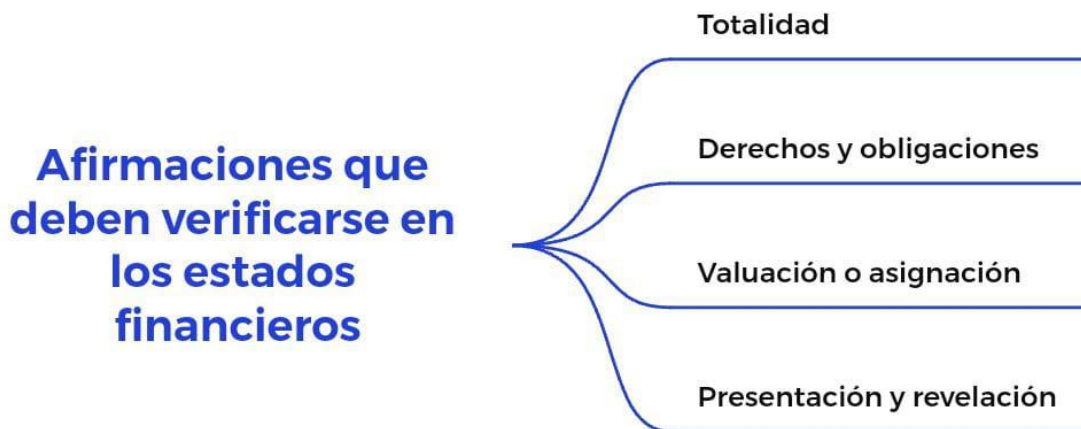 Afirmaciones que
deben verificarse en
los estados
financieros
Totalidad
Derechos y obligaciones
Valuación o asignación
Presentación y revelación